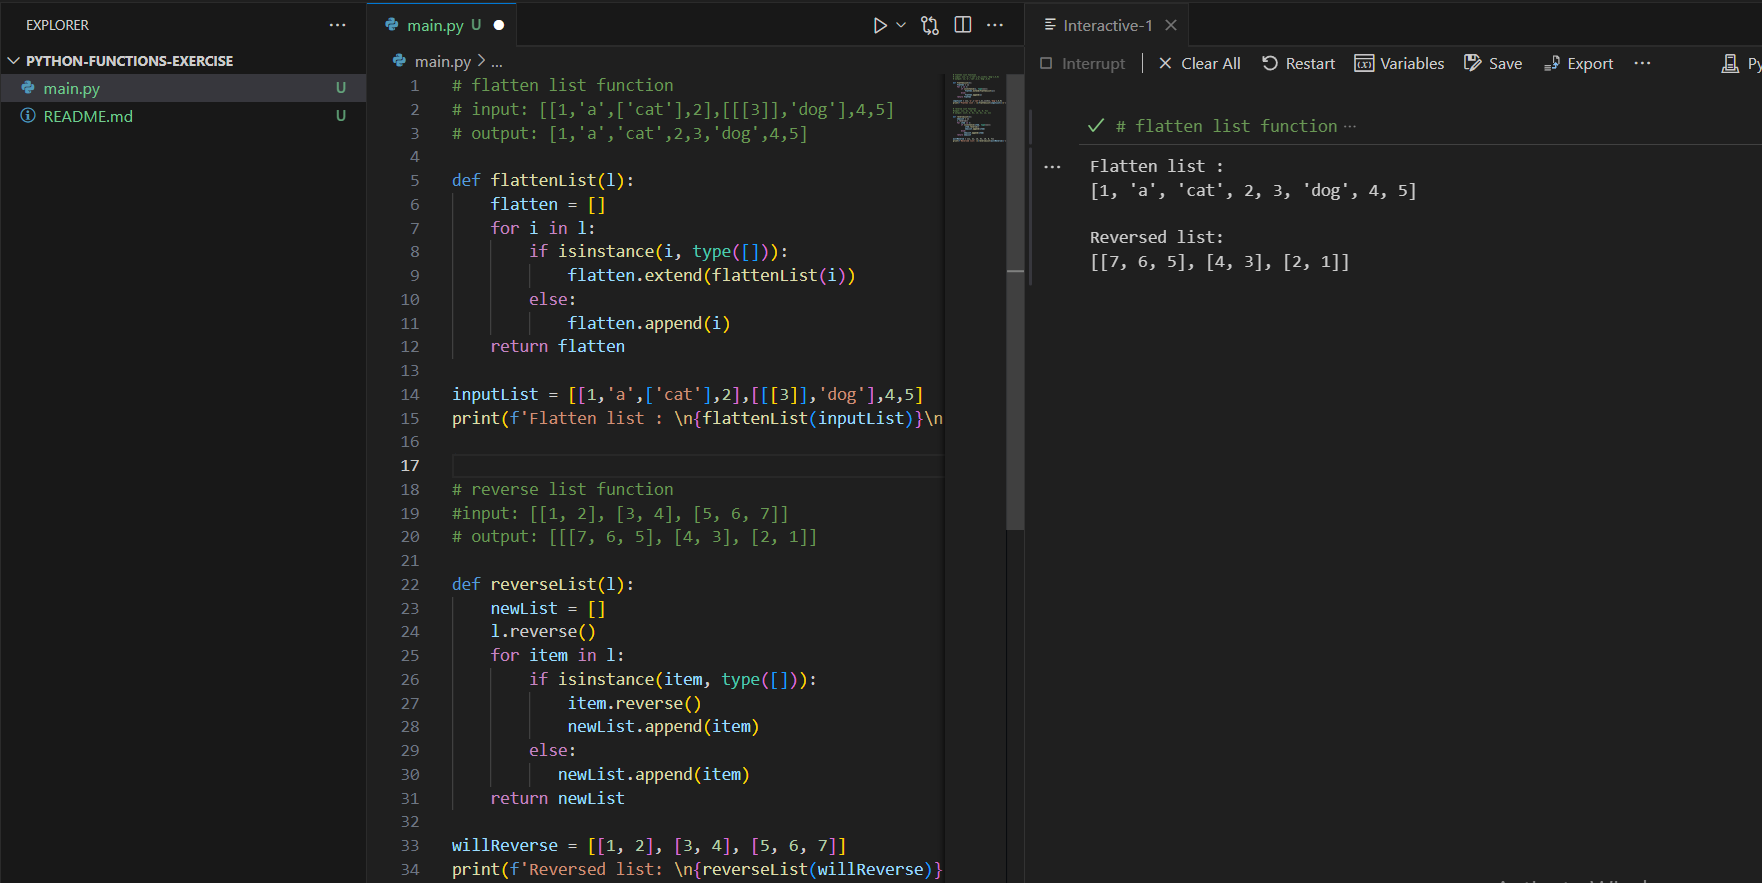 EXPLORER
PYTHON-FUNCTIONS-EXERCISE
main.py U
README.md U
main.py U
main.py > ...
1 # flatten list function
2 # input: [[1,'a',['cat'],2],[[[3]],'dog'],4,5]
3 # output: [1,'a','cat',2,3,'dog',4,5]
4
5 def flattenList(l):
6     flatten = []
7     for i in l:
8         if isinstance(i, type([])):
9             flatten.extend(flattenList(i))
10         else:
11             flatten.append(i)
12     return flatten
13
14 inputList = [[1,'a',['cat'],2],[[[3]],'dog'],4,5]
15 print(f'Flatten list : \n{flattenList(inputList)}\n
16
17
18 # reverse list function
19 #input: [[1, 2], [3, 4], [5, 6, 7]]
20 # output: [[[7, 6, 5], [4, 3], [2, 1]]
21
22 def reverseList(l):
23     newList = []
24     l.reverse()
25     for item in l:
26         if isinstance(item, type([])):
27             item.reverse()
28             newList.append(item)
29         else:
30            newList.append(item)
31     return newList
32
33 willReverse = [[1, 2], [3, 4], [5, 6, 7]]
34 print(f'Reversed list: \n{reverseList(willReverse)}
Interactive-1
Interrupt | Clear All Restart Variables Save Export ... Py
# flatten list function ...
Flatten list :
[1, 'a', 'cat', 2, 3, 'dog', 4, 5]
Reversed list:
[[7, 6, 5], [4, 3], [2, 1]]